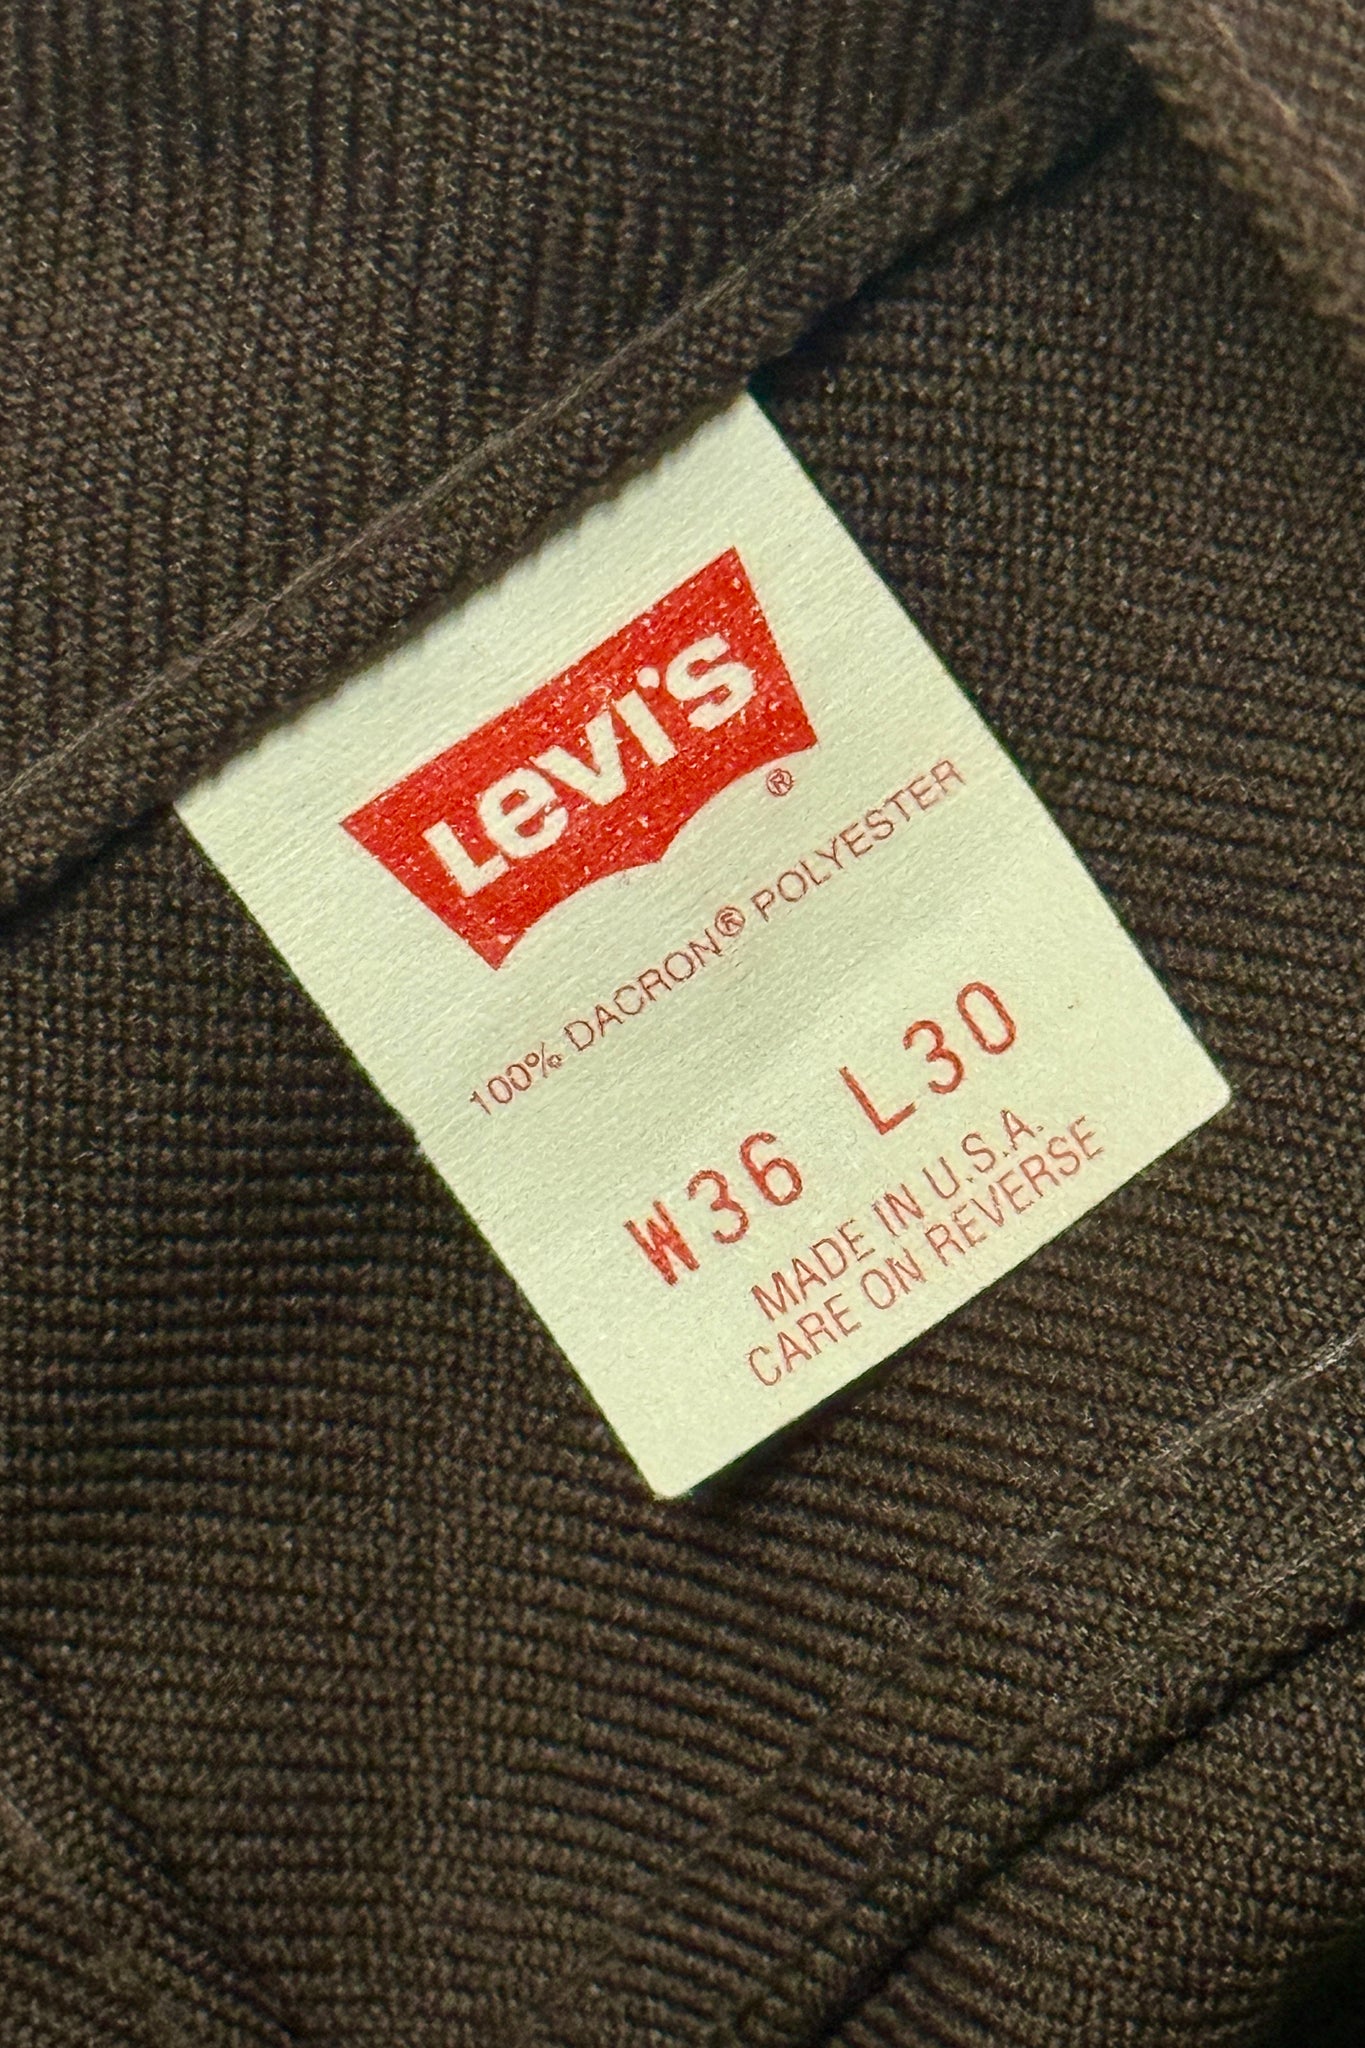 Levi's
®
100% DACRON® POLYESTER
W36 L30
MADE IN U.S.A.
CARE ON REVERSE